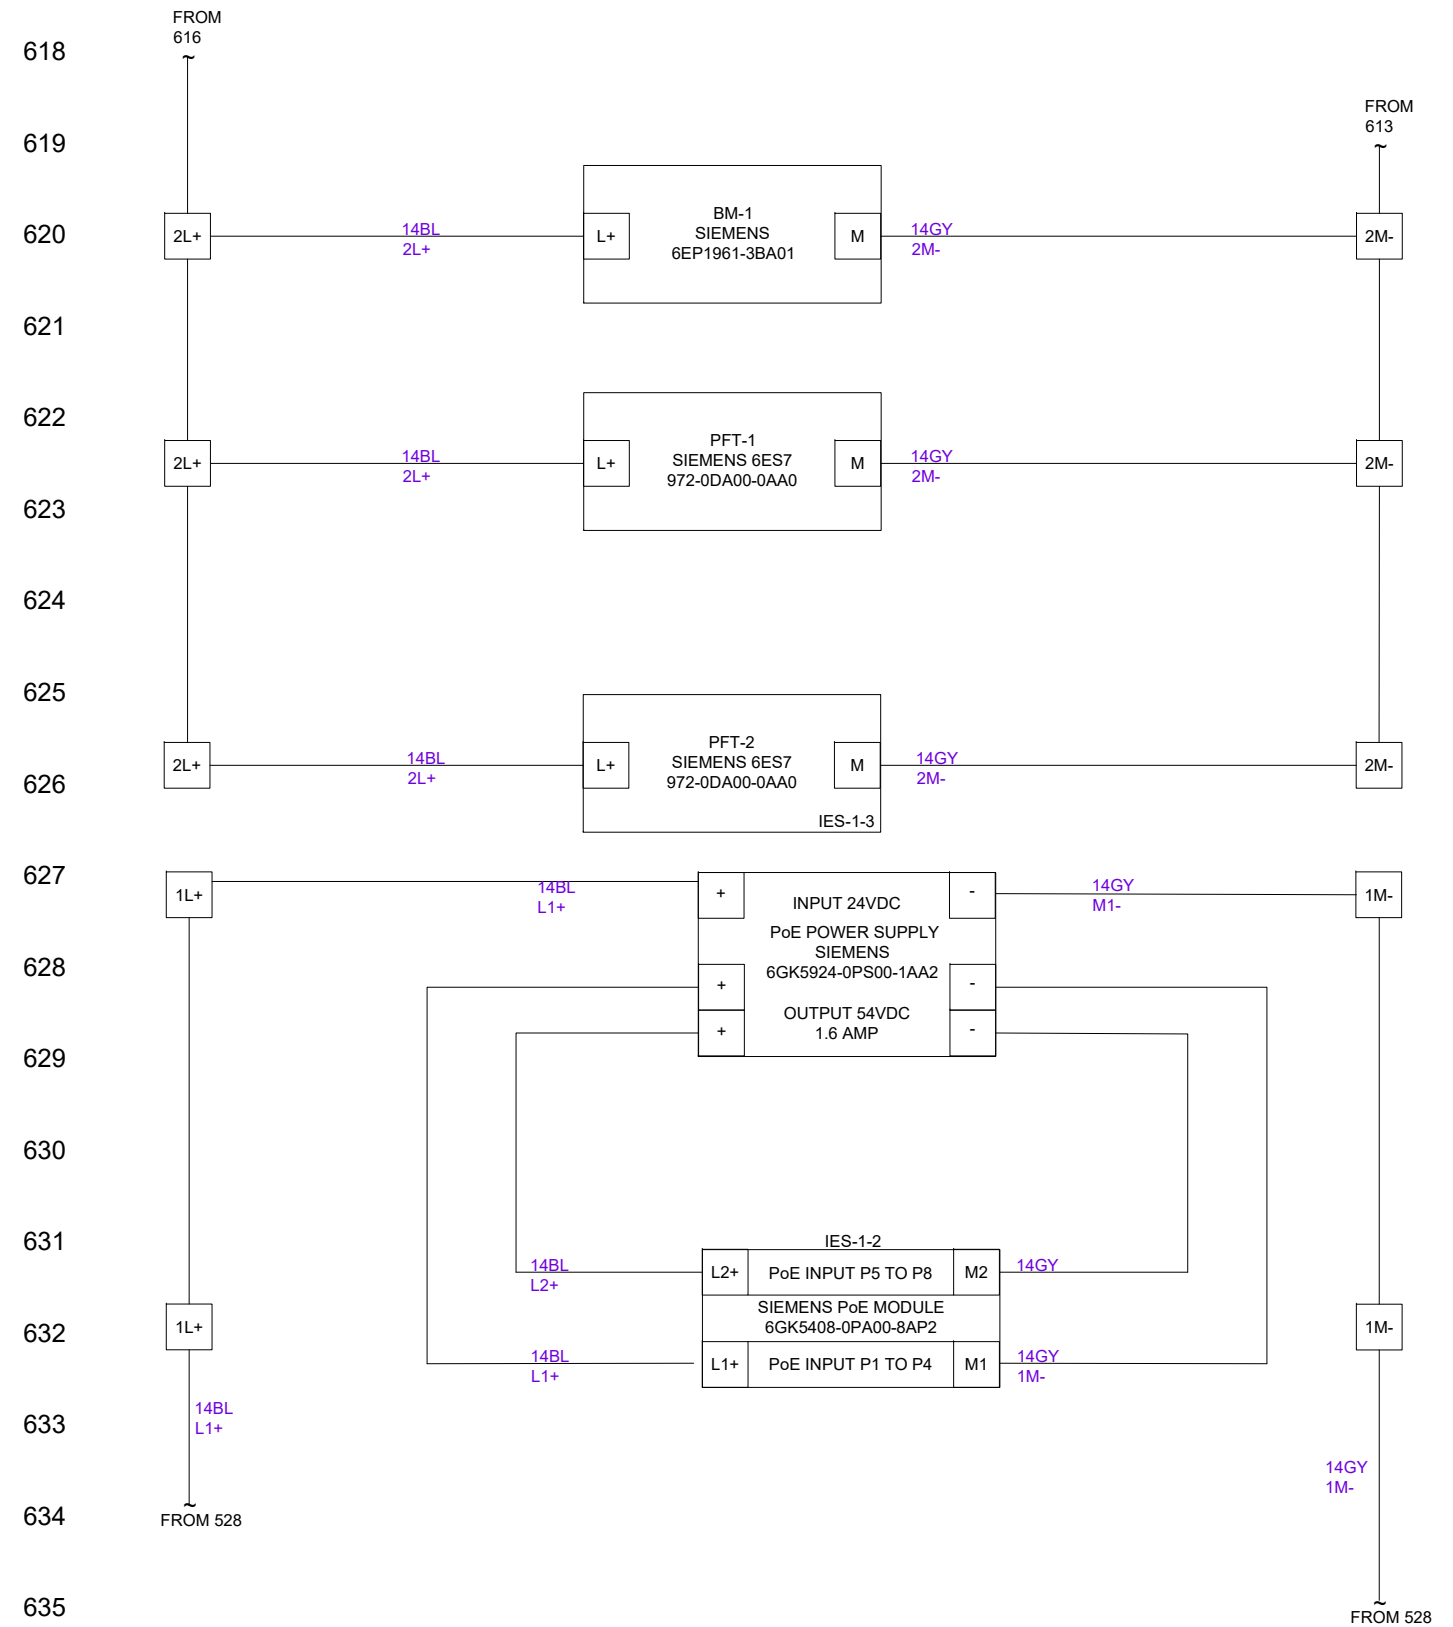 FROM
616
618
FROM
613
619
BM-1
SIEMENS
6EP1961-3BA01
620
2L+
14BL
2L+
L+
M
14GY
2M-
2M-
621
622
PFT-1
SIEMENS 6ES7
972-0DA00-0AA0
2L+
14BL
2L+
L+
M
14GY
2M-
2M-
623
624
625
PFT-2
SIEMENS 6ES7
972-0DA00-0AA0
2L+
14BL
2L+
L+
M
14GY
2M-
2M-
626
IES-1-3
627
1L+
14BL
L1+
+
INPUT 24VDC
-
14GY
M1-
1M-
PoE POWER SUPPLY
SIEMENS
6GK5924-0PS00-1AA2
628
+
-
OUTPUT 54VDC
1.6 AMP
+
-
629
630
631
IES-1-2
14BL
L2+
L2+
PoE INPUT P5 TO P8
M2
14GY
SIEMENS PoE MODULE
6GK5408-0PA00-8AP2
632
1L+
1M-
14BL
L1+
L1+
PoE INPUT P1 TO P4
M1
14GY
1M-
633
14BL
L1+
14GY
1M-
634
FROM 528
635
FROM 528